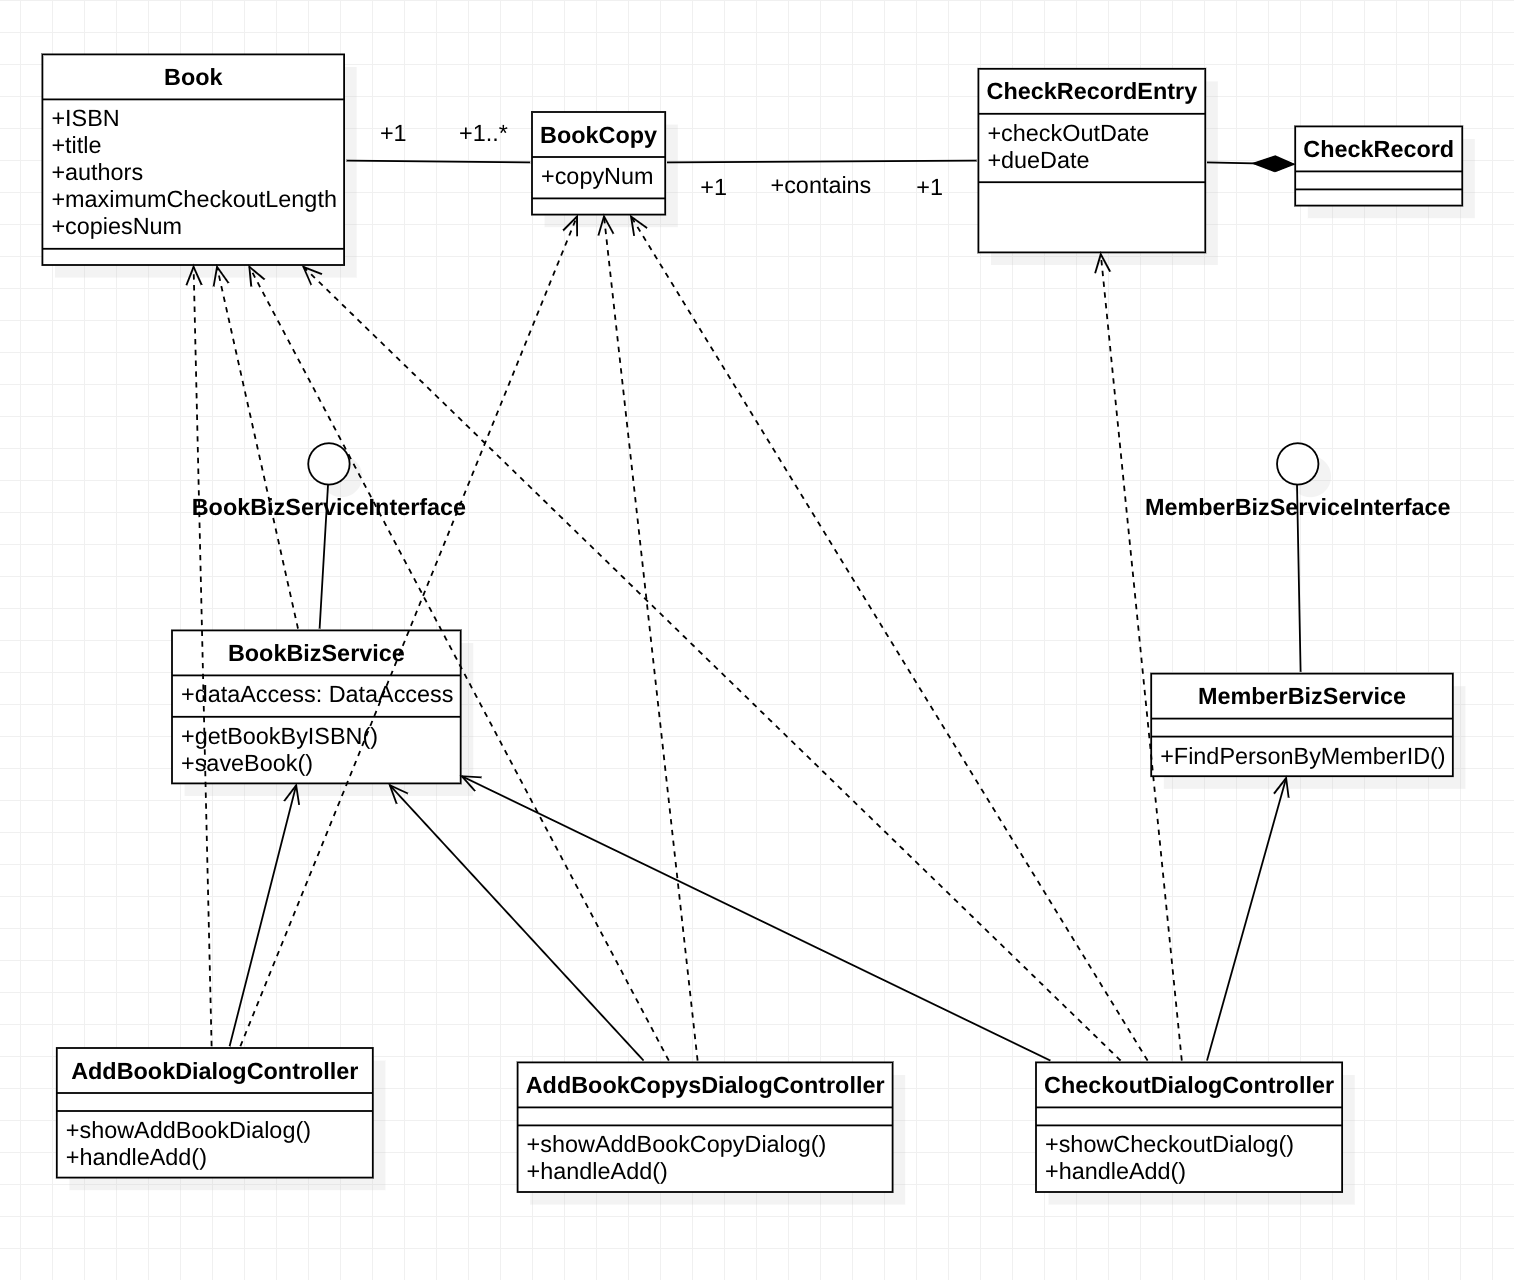 Book
+ISBN
+title
+authors
+maximumCheckoutLength
+copiesNum
+1
+1..*
BookCopy
+copyNum
+1
+contains
+1
CheckRecordEntry
+checkOutDate
+dueDate
CheckRecord
BookBizServiceInterface
MemberBizServiceInterface
BookBizService
+dataAccess: DataAccess
+getBookByISBN()
+saveBook()
MemberBizService
+FindPersonByMemberID()
AddBookDialogController
+showAddBookDialog()
+handleAdd()
AddBookCopysDialogController
+showAddBookCopyDialog()
+handleAdd()
CheckoutDialogController
+showCheckoutDialog()
+handleAdd()